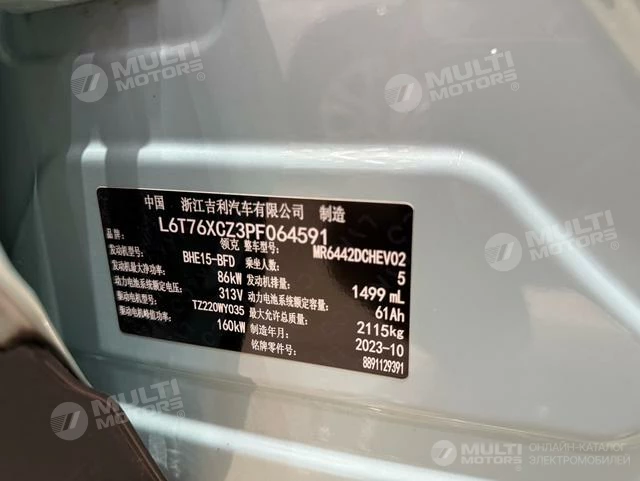 MULTI
MOTORS
MULTI
MOTORS
中国 浙江吉利汽车有限公司 制造
L6T76XCZ3PF064591
品牌: 领克 整车型号: MR6442DCHEV02
发动机型号: BHE15-BFD 乘坐人数: 5
发动机最大净功率: 86kW 发动机排量: 1499 mL
动力电池系统额定电压: 313V 动力电池系统额定容量: 61Ah
驱动电机型号: TZ220WY035 最大允许总质量: 2115kg
驱动电机峰值功率: 160kW 制造年月: 2023-10
铭牌零件号: 8891129391
MULTI
MOTORS
MULTI
MOTORS
ОНЛАЙН-КАТАЛОГ
ЭЛЕКТРОМОБИЛЕЙ